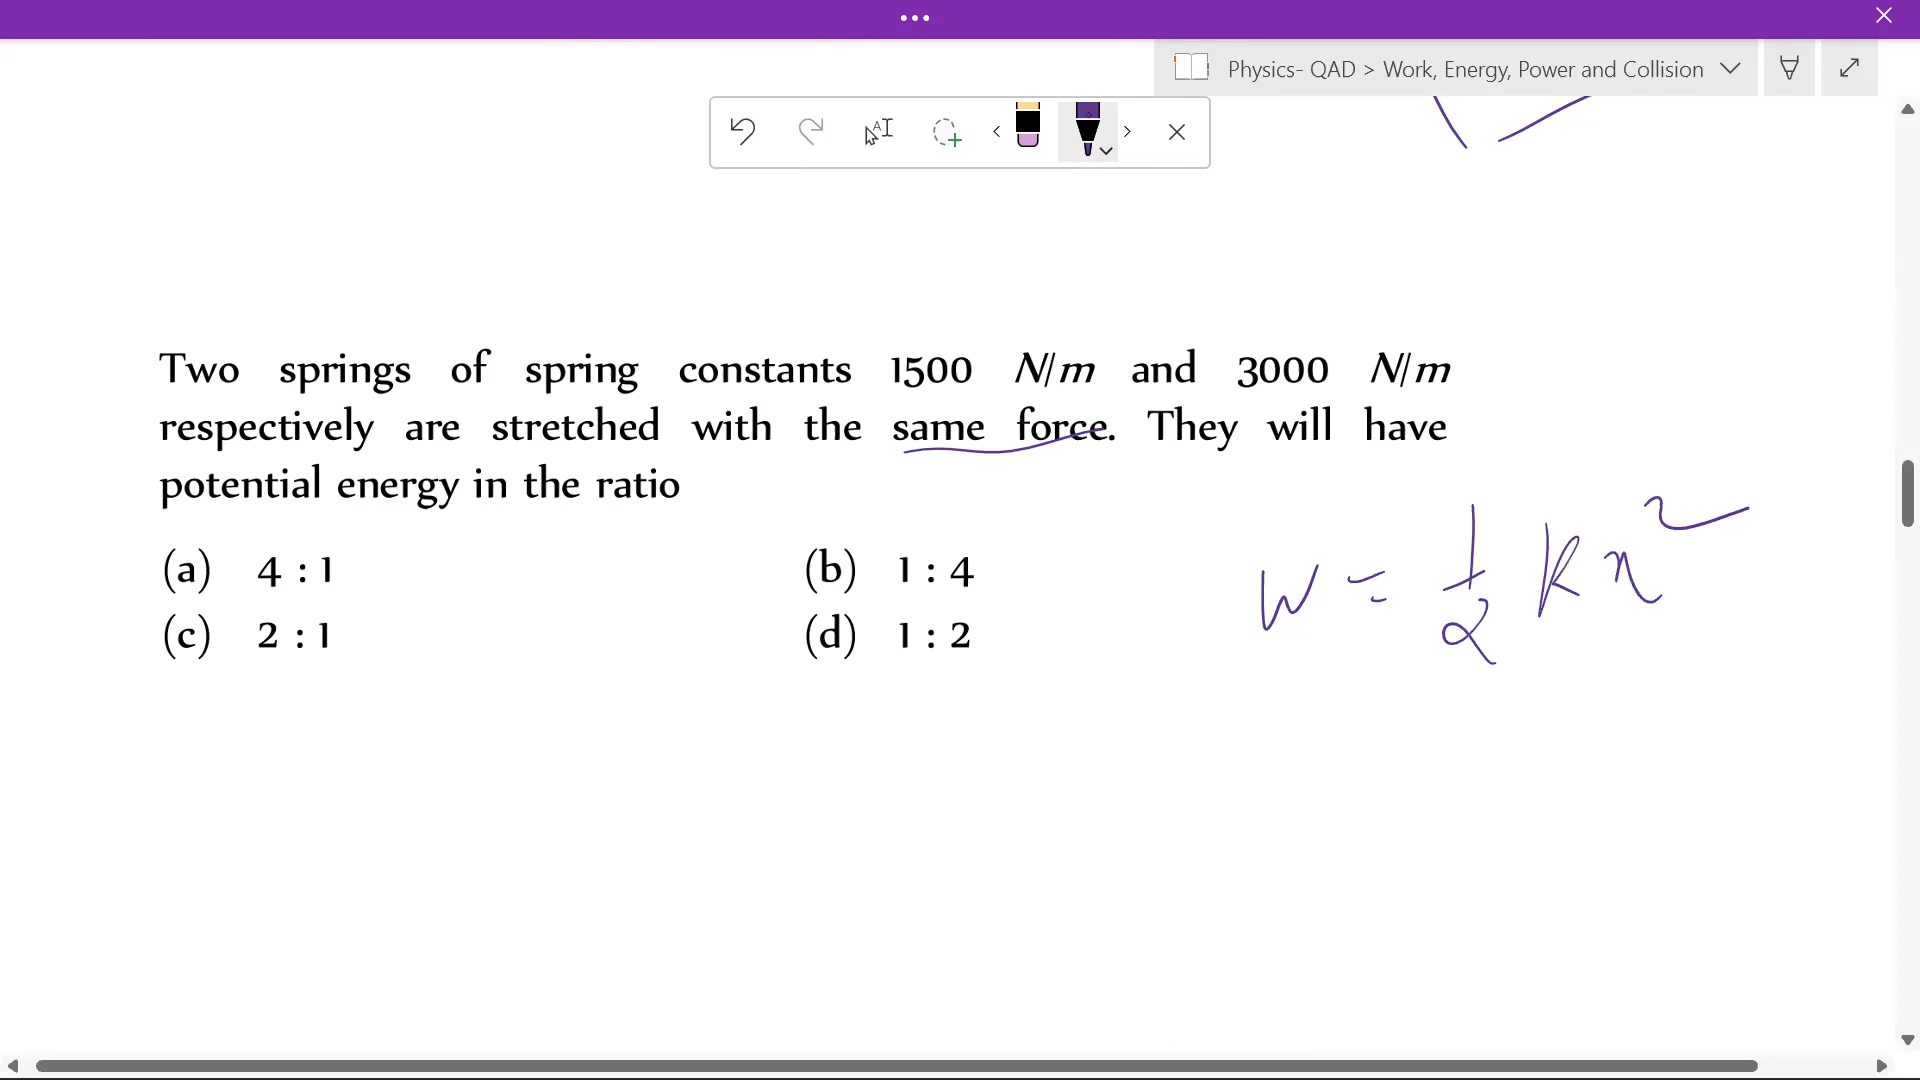 Physics- QAD > Work, Energy, Power and Collision
Two springs of spring constants 1500 N/m and 3000 N/m
respectively are stretched with the same force. They will have
potential energy in the ratio
(a) 4 : 1
(b) 1 : 4
(c) 2 : 1
(d) 1 : 2
W = 1/2 kx²